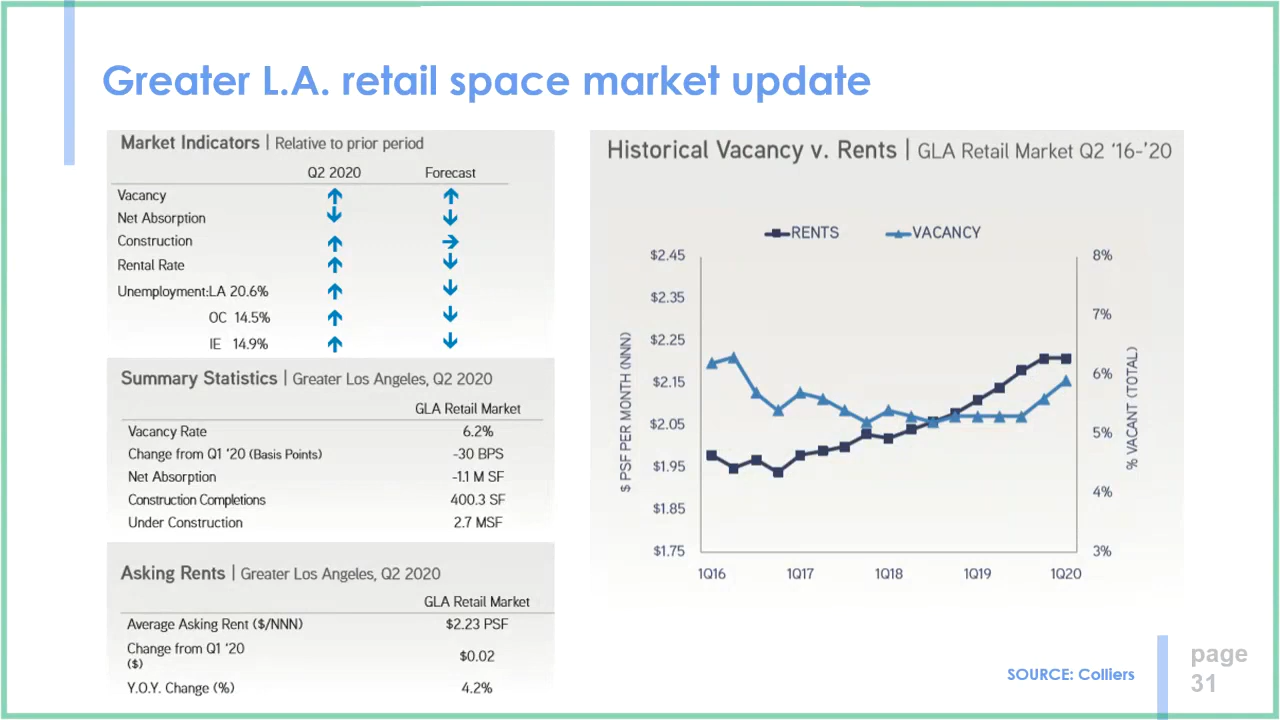 Greater L.A. retail space market update
Market Indicators | Relative to prior period
Q2 2020 Forecast
Vacancy ↑ ↑
Net Absorption ↓ ↓
Construction ↑ →
Rental Rate ↑ ↓
Unemployment:LA 20.6% ↑ ↓
OC 14.5% ↑ ↓
IE 14.9% ↑ ↓
Summary Statistics | Greater Los Angeles, Q2 2020
GLA Retail Market
Vacancy Rate 6.2%
Change from Q1 ‘20 (Basis Points) -30 BPS
Net Absorption -1.1 M SF
Construction Completions 400.3 SF
Under Construction 2.7 MSF
Asking Rents | Greater Los Angeles, Q2 2020
GLA Retail Market
Average Asking Rent ($/NNN) $2.23 PSF
Change from Q1 ‘20
($) $0.02
Y.O.Y. Change (%) 4.2%
Historical Vacancy v. Rents | GLA Retail Market Q2 ‘16-’20
RENTS VACANCY
$ PSF PER MONTH (NNN)
$2.45
$2.35
$2.25
$2.15
$2.05
$1.95
$1.85
$1.75
8%
7%
6%
5%
4%
3%
% VACANT (TOTAL)
1Q16 1Q17 1Q18 1Q19 1Q20
SOURCE: Colliers
page
31